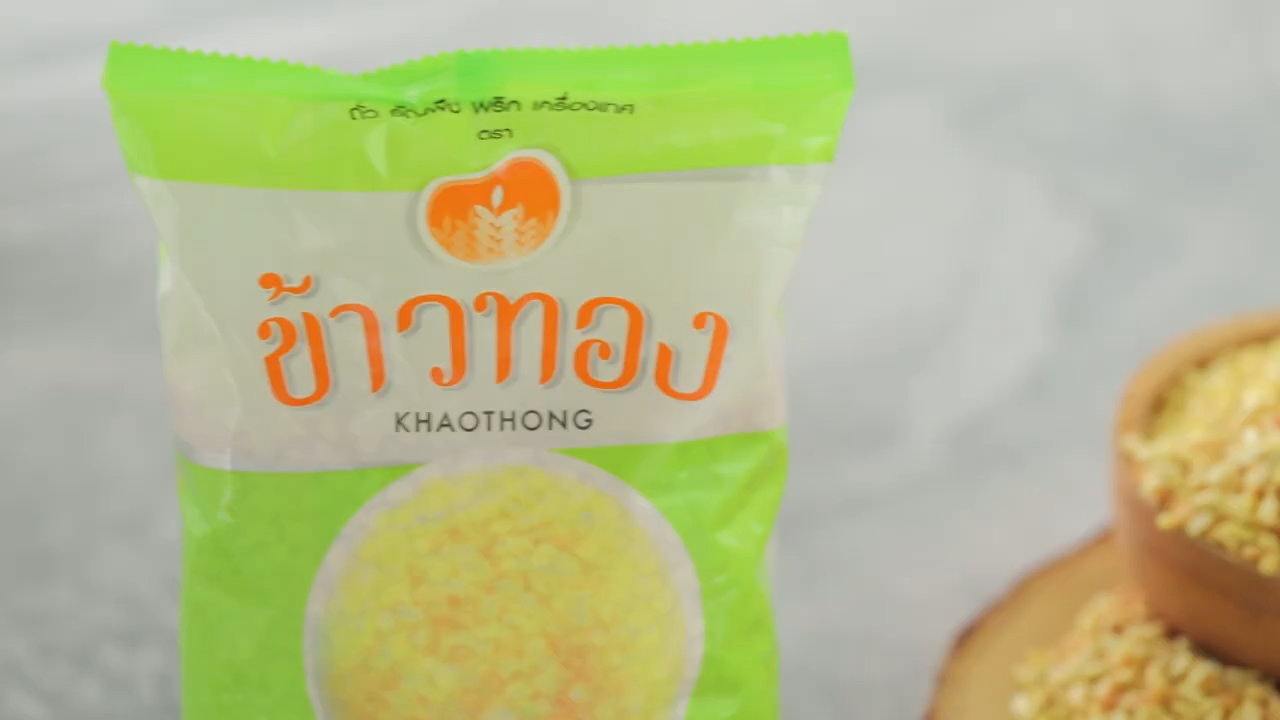 ถั่ว ธัญพืช พริก เครื่องเทศ
ตรา
ข้าวทอง
KHAOTHONG